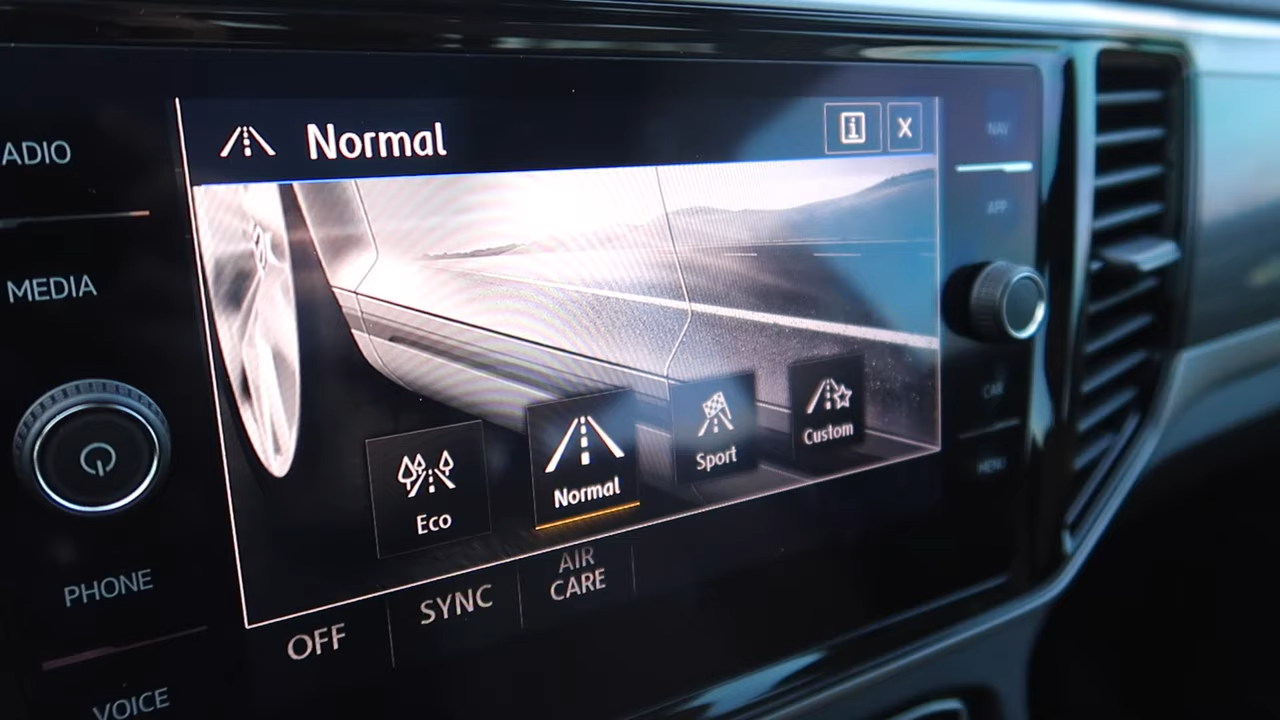 ADIO
MEDIA
PHONE
VOICE
Normal
i
X
Eco
Normal
Sport
Custom
OFF
SYNC
AIR
CARE
NAV
APP
CAR
MENU